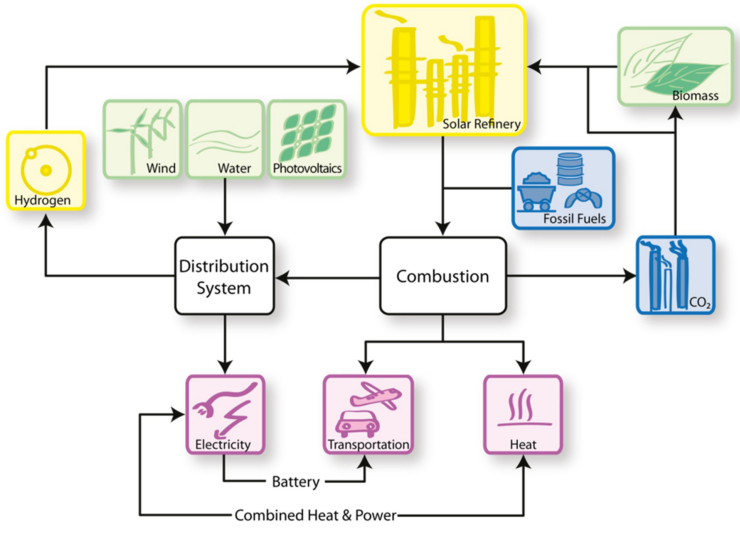 Solar Refinery
Biomass
Wind
Water
Photovoltaics
Hydrogen
Fossil Fuels
Distribution
System
Combustion
CO₂
Electricity
Transportation
Heat
Battery
Combined Heat & Power